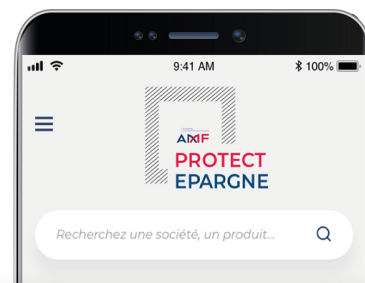 9:41 AM
100%
AMF
PROTECT
EPARGNE
Recherchez une société, un produit...